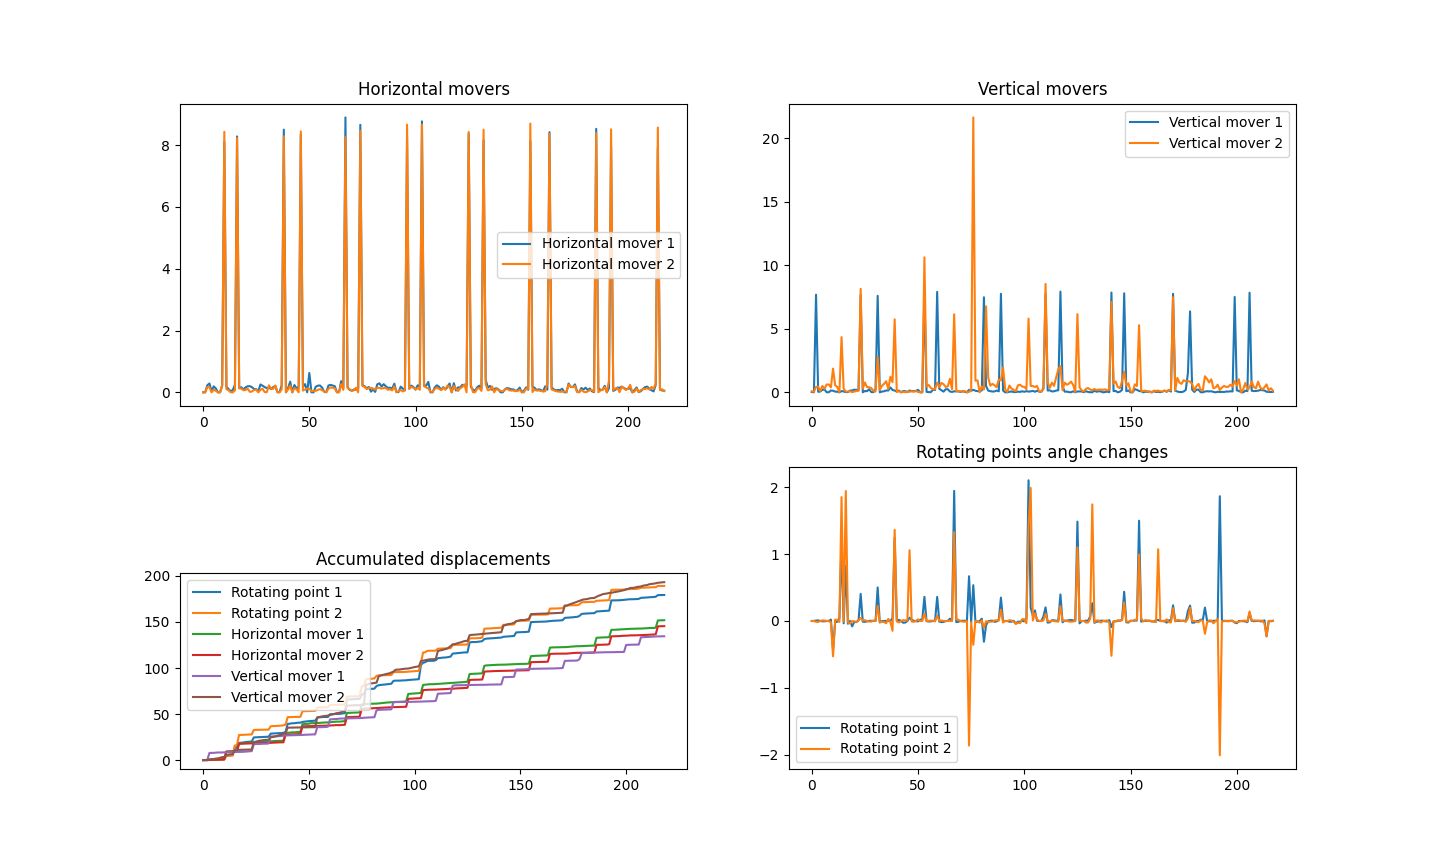 Horizontal movers
8
6
4
2
0
0
50
100
150
200
Horizontal mover 1
Horizontal mover 2
Vertical movers
20
15
10
5
0
0
50
100
150
200
Vertical mover 1
Vertical mover 2
Accumulated displacements
200
150
100
50
0
0
50
100
150
200
Rotating point 1
Rotating point 2
Horizontal mover 1
Horizontal mover 2
Vertical mover 1
Vertical mover 2
Rotating points angle changes
2
1
0
−1
−2
0
50
100
150
200
Rotating point 1
Rotating point 2